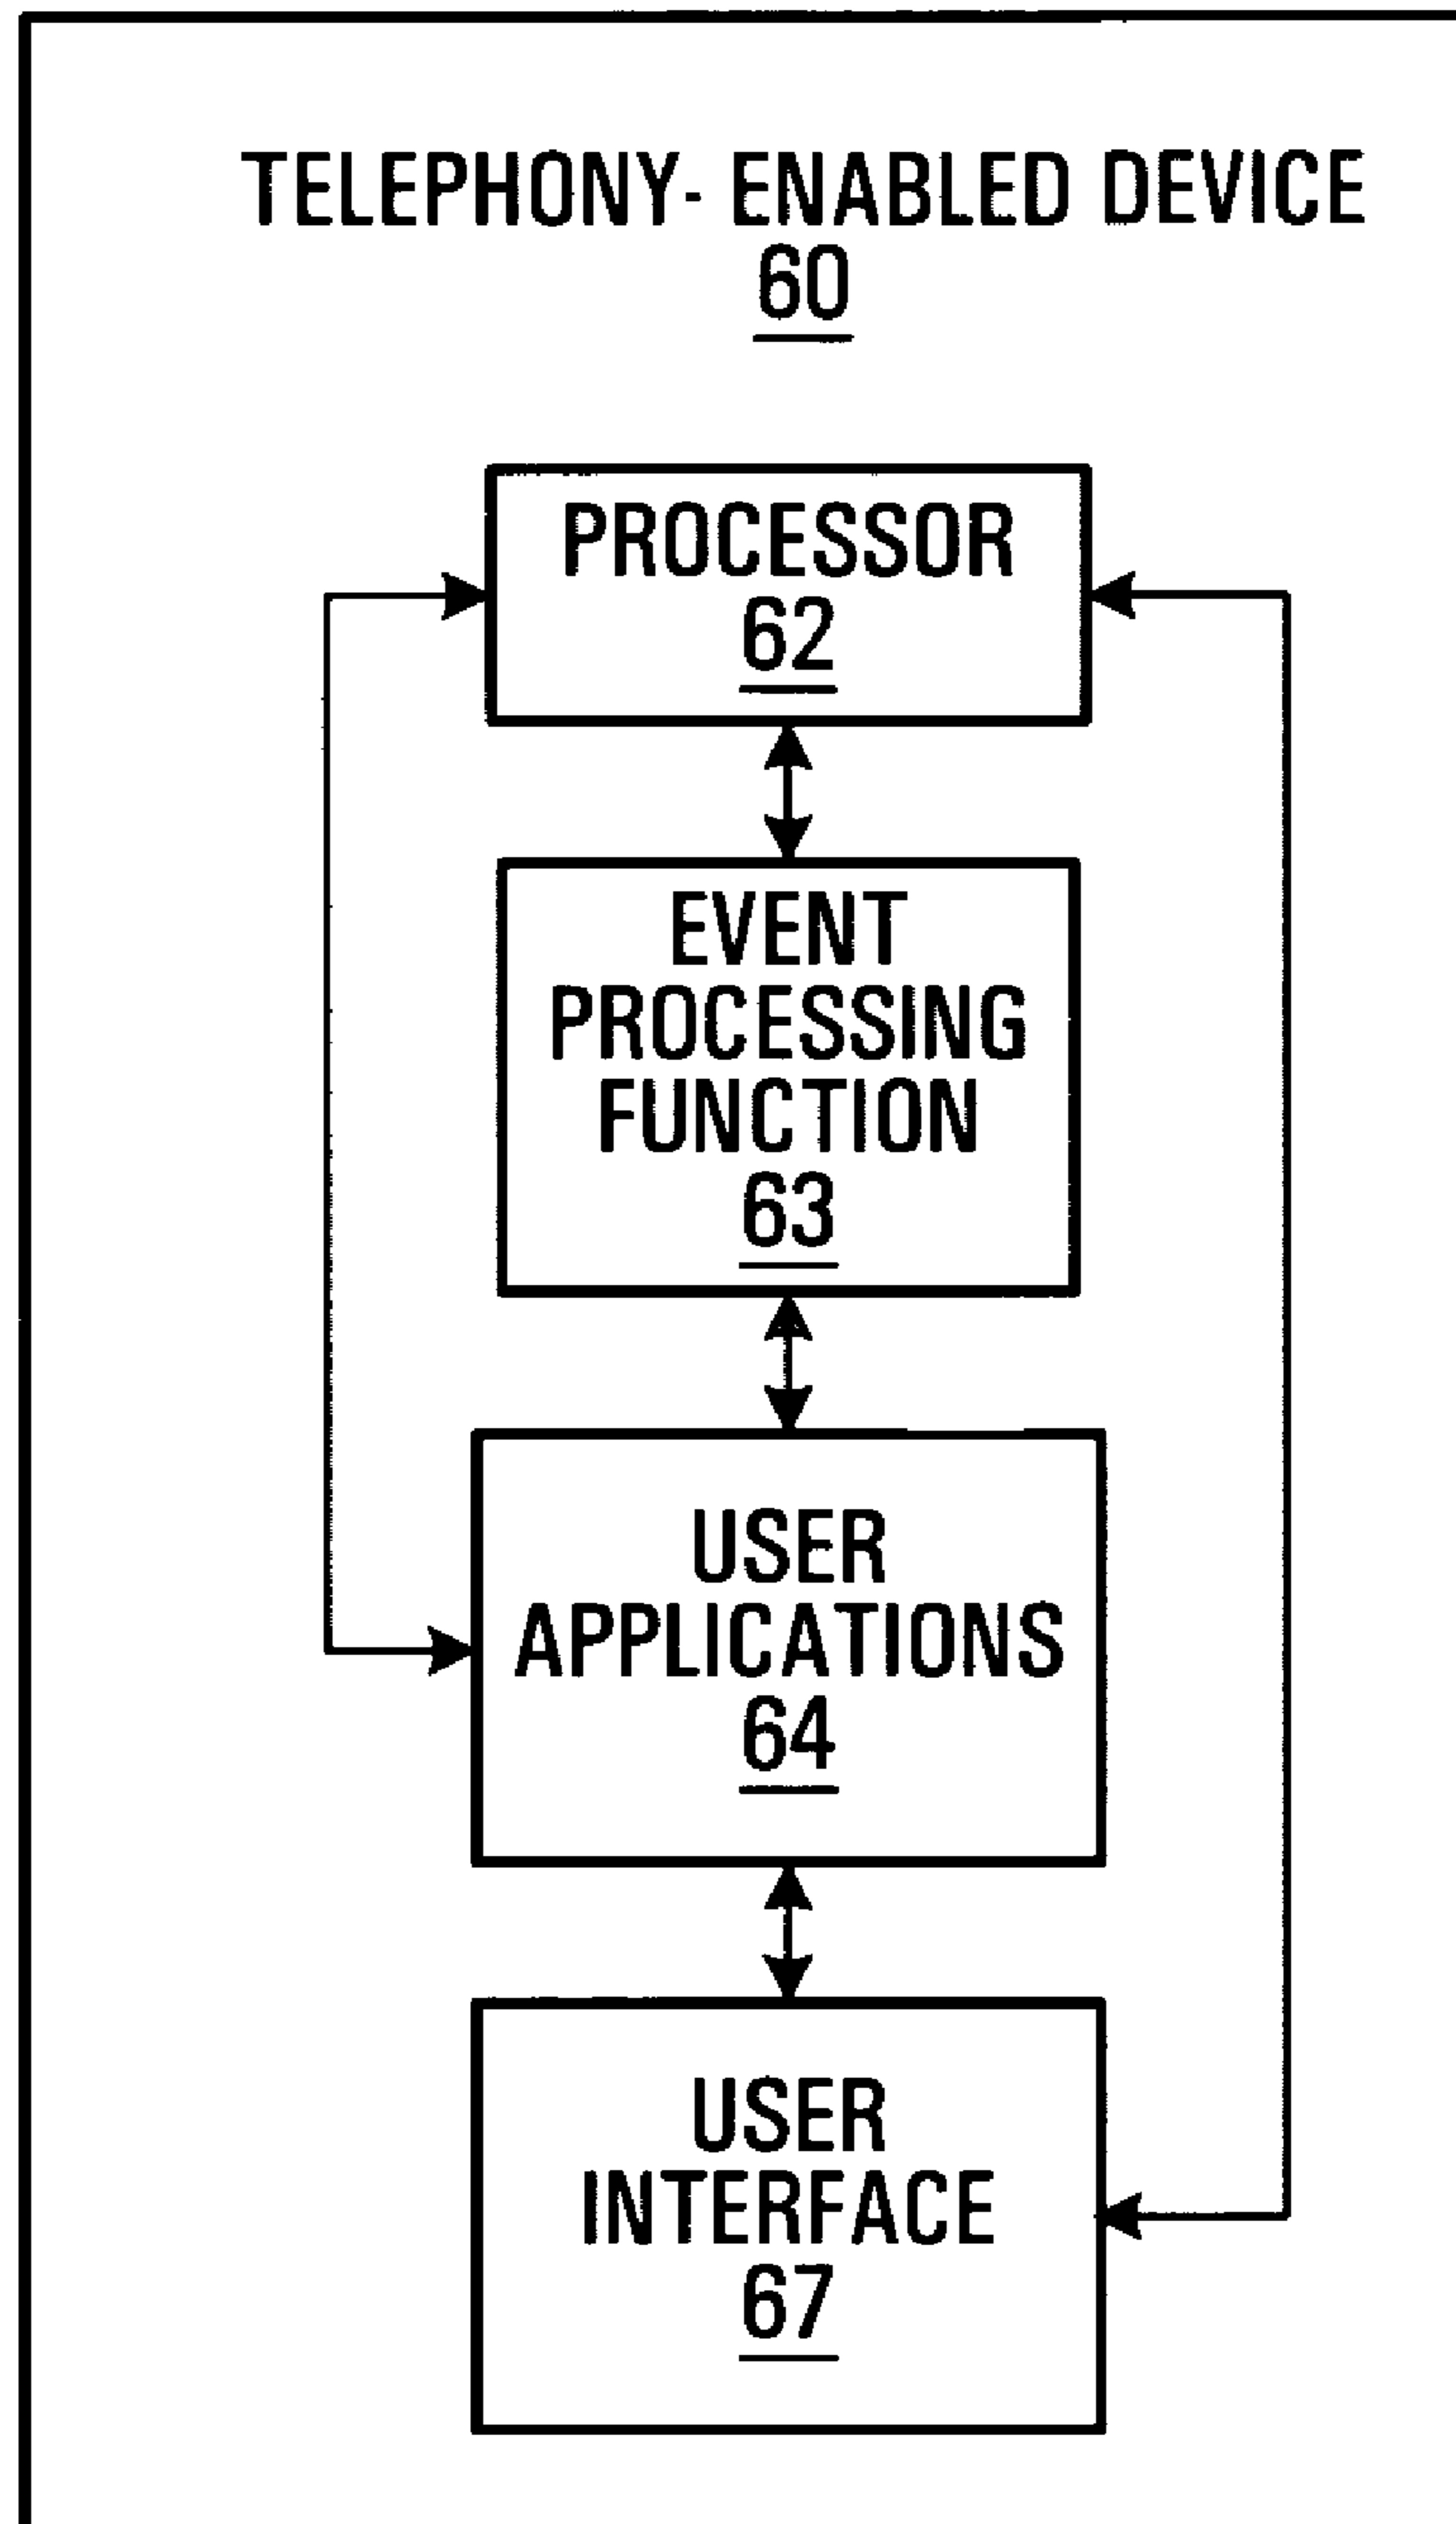 TELEPHONY- ENABLED DEVICE
60
PROCESSOR
62
EVENT
PROCESSING
FUNCTION
63
USER
APPLICATIONS
64
USER
INTERFACE
67